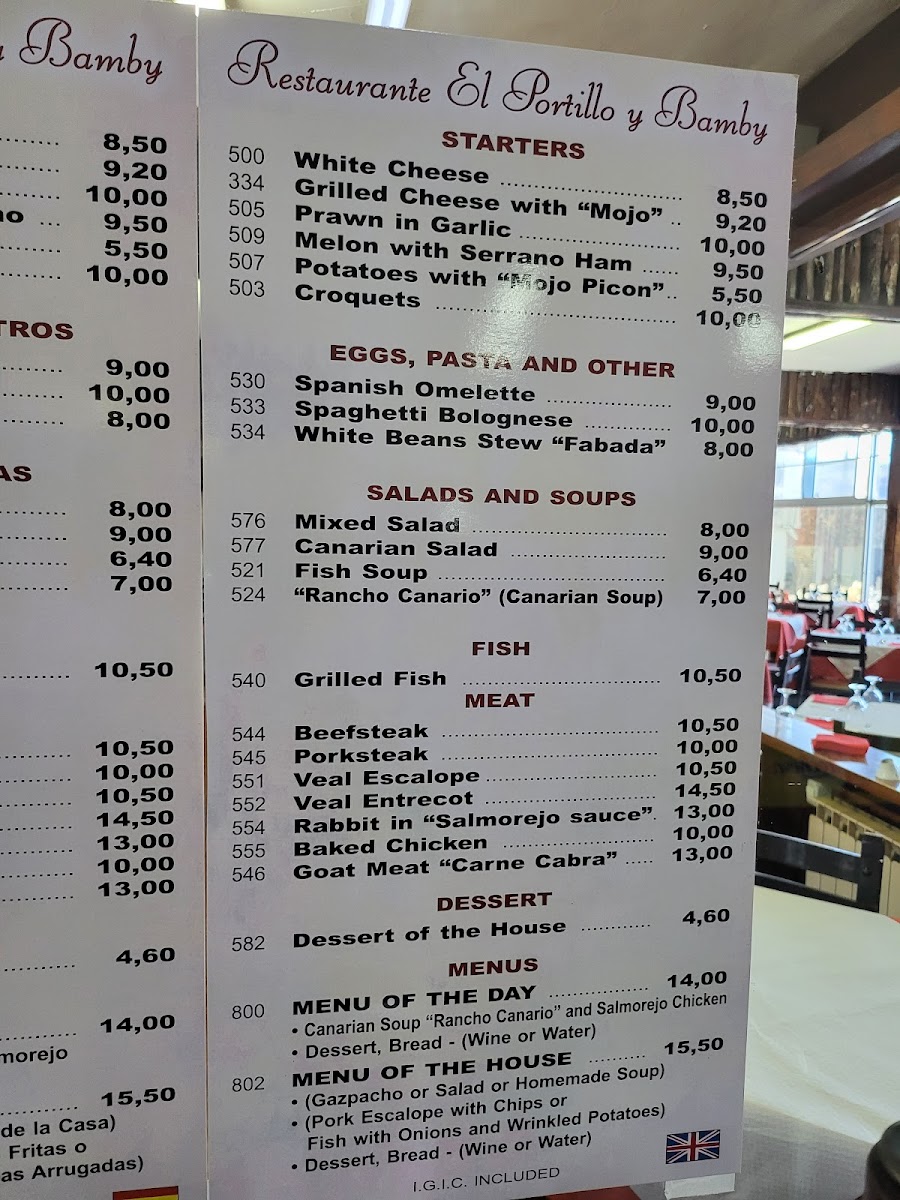 Bamby
8,50
9,20
10,00
9,50
5,50
10,00
TROS
9,00
10,00
8,00
AS
8,00
9,00
6,40
7,00
10,50
10,50
10,00
10,50
14,50
13,00
10,00
13,00
4,60
14,00
morejo
15,50
de la Casa)
Fritas o
as Arrugadas)
Restaurante El Portillo y Bamby
STARTERS
500 White Cheese 8,50
334 Grilled Cheese with “Mojo” 9,20
505 Prawn in Garlic 10,00
509 Melon with Serrano Ham 9,50
507 Potatoes with “Mojo Picon” 5,50
503 Croquets 10,00
EGGS, PASTA AND OTHER
530 Spanish Omelette 9,00
533 Spaghetti Bolognese 10,00
534 White Beans Stew “Fabada” 8,00
SALADS AND SOUPS
576 Mixed Salad 8,00
577 Canarian Salad 9,00
521 Fish Soup 6,40
524 “Rancho Canario” (Canarian Soup) 7,00
FISH
540 Grilled Fish 10,50
MEAT
544 Beefsteak 10,50
545 Porksteak 10,00
551 Veal Escalope 10,50
552 Veal Entrecot 14,50
554 Rabbit in “Salmorejo sauce” 13,00
555 Baked Chicken 10,00
546 Goat Meat “Carne Cabra” 13,00
DESSERT
582 Dessert of the House 4,60
MENUS
800 MENU OF THE DAY 14,00
• Canarian Soup “Rancho Canario” and Salmorejo Chicken
• Dessert, Bread - (Wine or Water)
802 MENU OF THE HOUSE 15,50
• (Gazpacho or Salad or Homemade Soup)
• (Pork Escalope with Chips or
Fish with Onions and Wrinkled Potatoes)
• Dessert, Bread - (Wine or Water)
I.G.I.C. INCLUDED